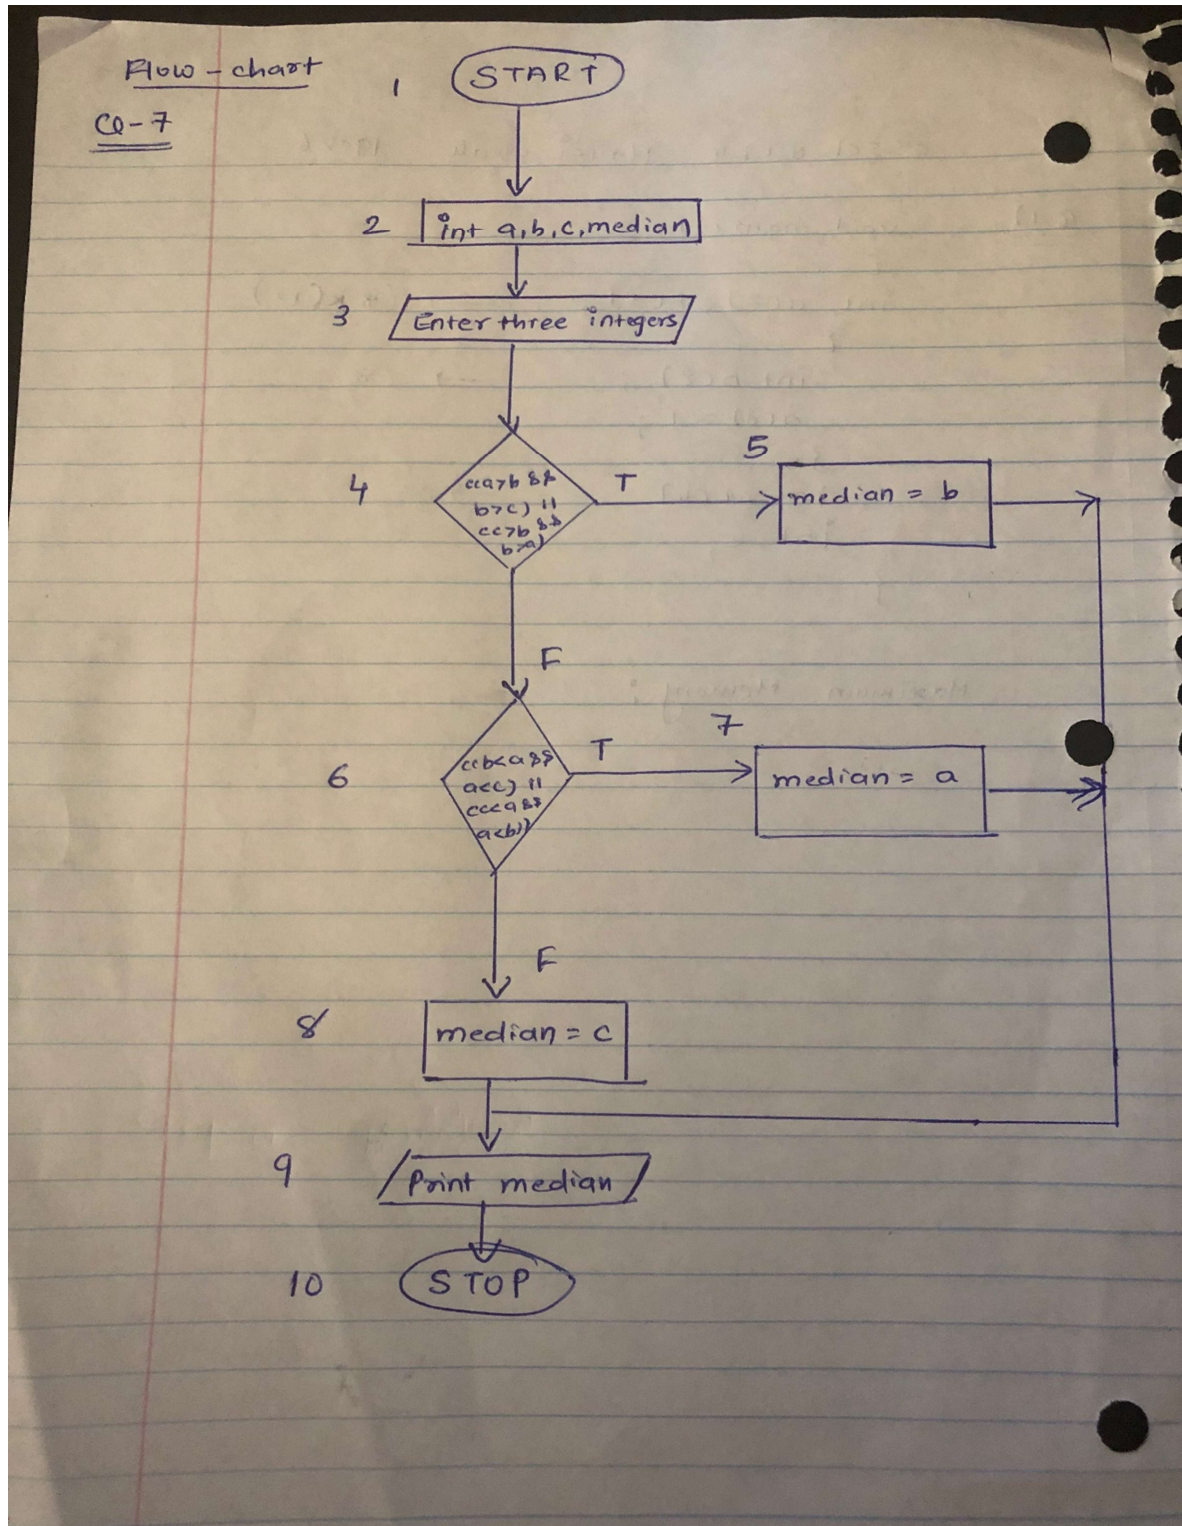 Flow-chart
CQ-7
1 START
2 int a,b,c,median
3 Enter three integers
4
((a>b &&
b>c) ||
(c>b &&
b>a)
T
5
median = b
F
6
((b<a &&
a<c) ||
(c<a &&
a<b))
T
7
median = a
F
8 median = c
9 Print median
10 STOP